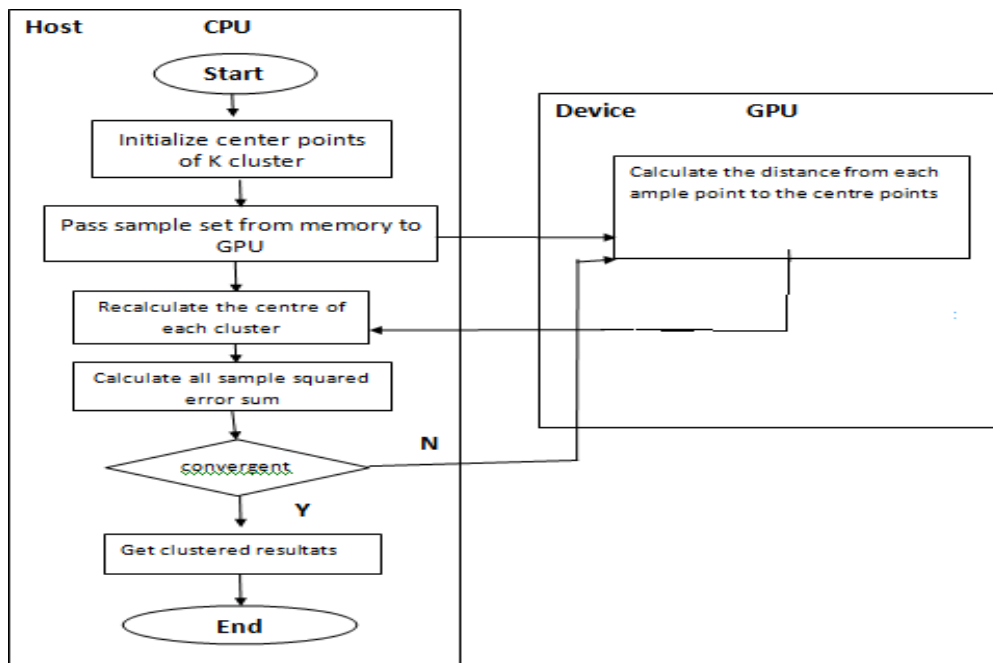 Host CPU
Start
Initialize center points
of K cluster
Pass sample set from memory to
GPU
Recalculate the centre of
each cluster
Calculate all sample squared
error sum
convergent
N
Y
Get clustered resultats
End
Device GPU
Calculate the distance from each
ample point to the centre points
: